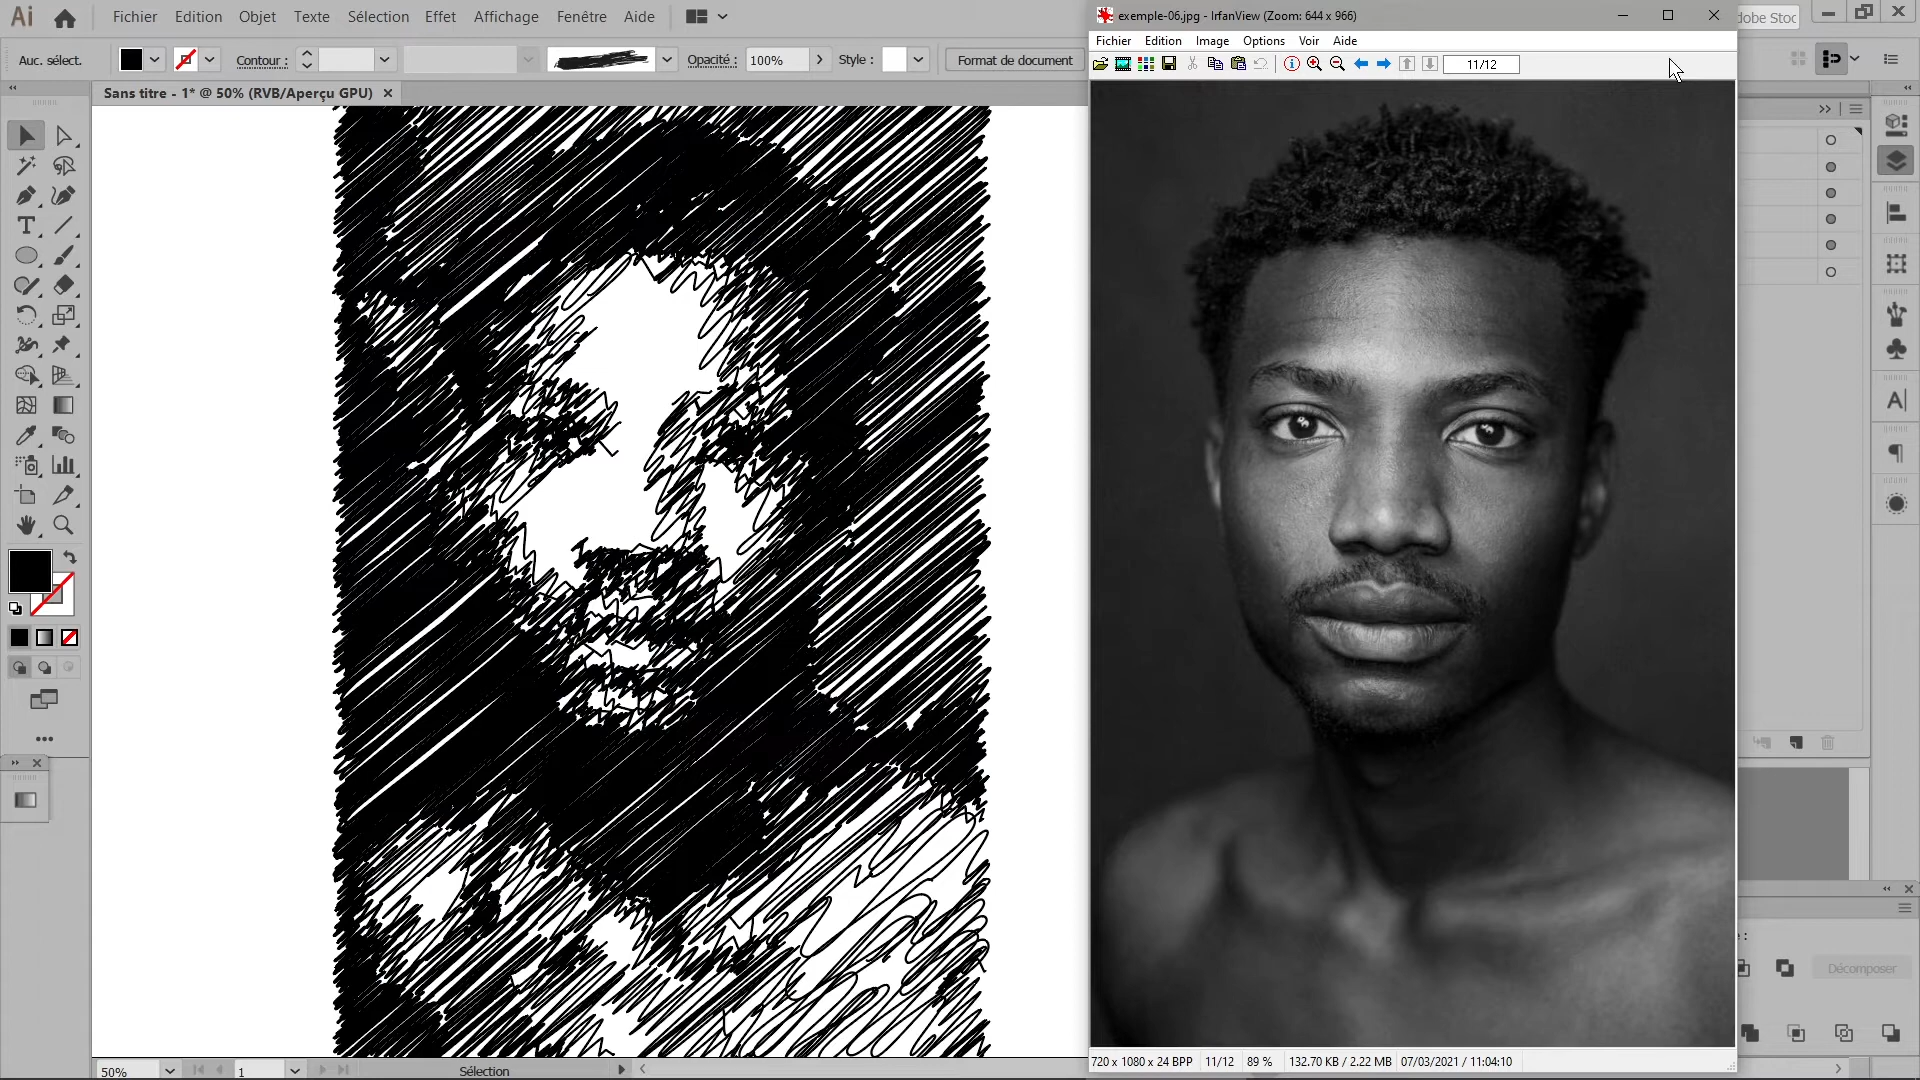 Ai
Fichier Edition Objet Texte Sélection Effet Affichage Fenêtre Aide
exemple-06.jpg - IrfanView (Zoom: 644 x 966)
dobe Stoc
Fichier Edition Image Options Voir Aide
Auc. sélect.
Contour :
Opacité :
100%
Style :
Format de document
11/12
Sans titre - 1* @ 50% (RVB/Aperçu GPU)
Décomposer
720 x 1080 x 24 BPP 11/12 89 % 132.70 KB / 2.22 MB 07/03/2021 / 11:04:10
50%
1
Sélection